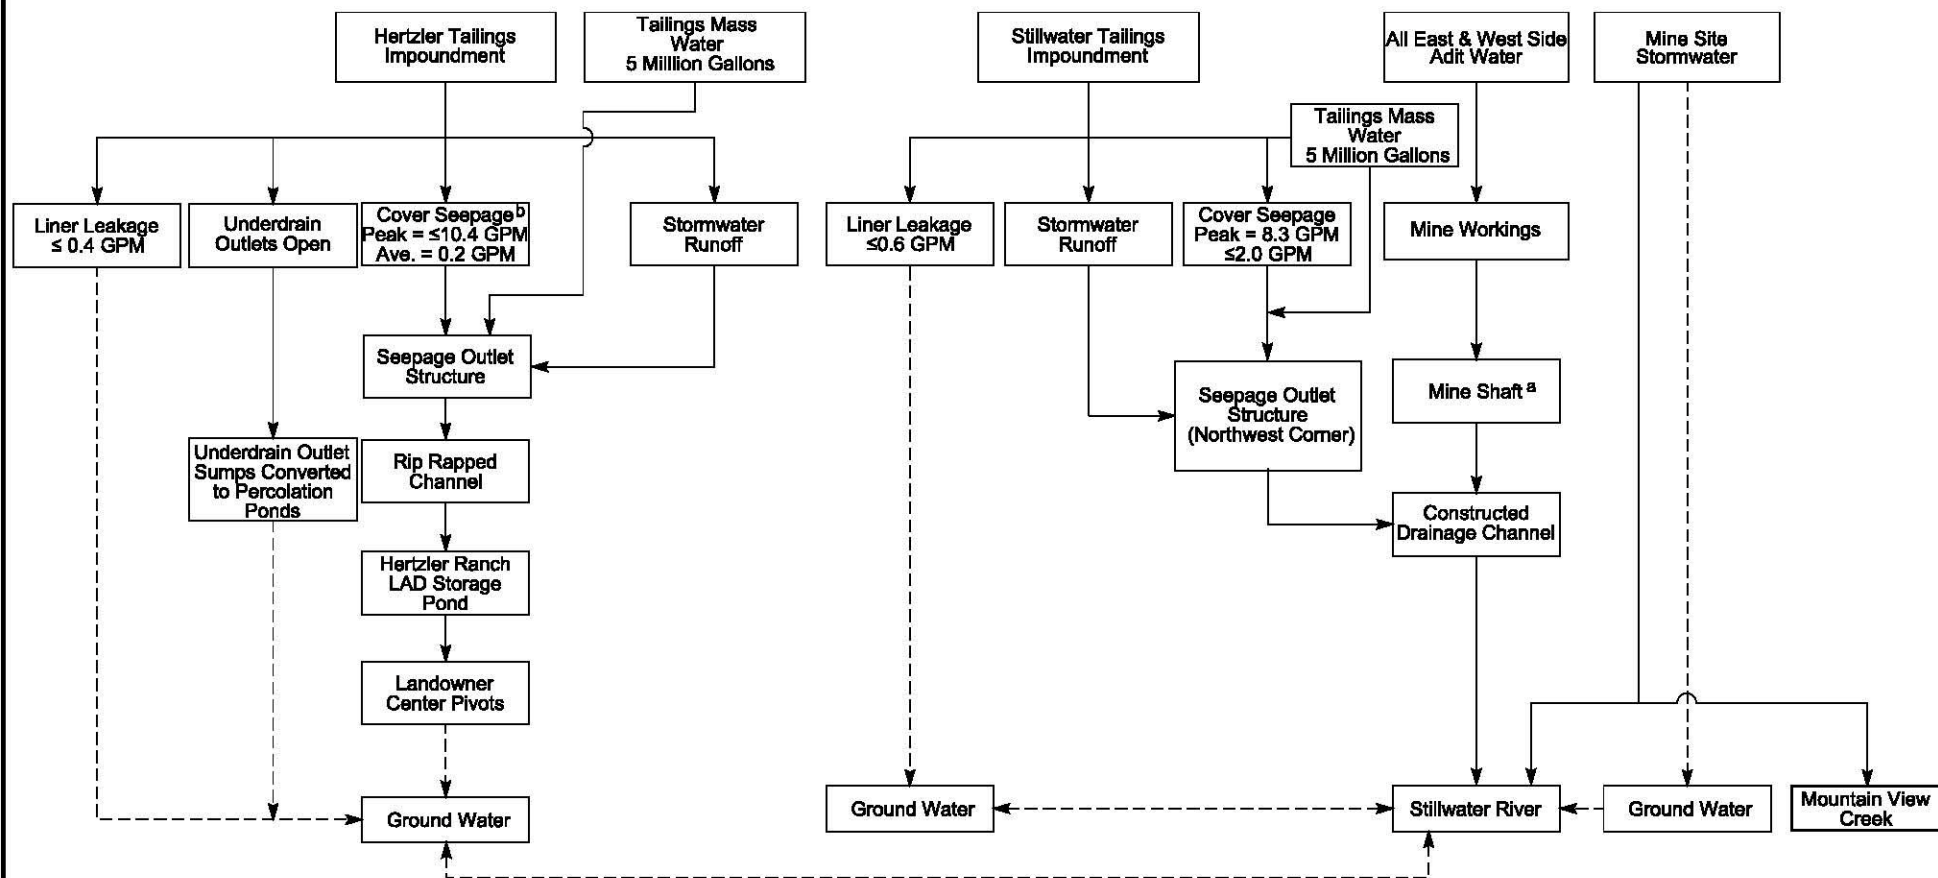 Hertzler Tailings
Impoundment
Tailings Mass
Water
5 Milllion Gallons
Stillwater Tailings
Impoundment
All East & West Side
Adit Water
Mine Site
Stormwater
Tailings Mass
Water
5 Million Gallons
Liner Leakage
≤ 0.4 GPM
Underdrain
Outlets Open
Cover Seepage b
Peak = ≤10.4 GPM
Ave. = 0.2 GPM
Stormwater
Runoff
Liner Leakage
≤0.6 GPM
Stormwater
Runoff
Cover Seepage
Peak = 8.3 GPM
≤2.0 GPM
Mine Workings
Seepage Outlet
Structure
Seepage Outlet
Structure
(Northwest Corner)
Mine Shaft a
Underdrain Outlet
Sumps Converted
to Percolation
Ponds
Rip Rapped
Channel
Constructed
Drainage Channel
Hertzler Ranch
LAD Storage
Pond
Landowner
Center Pivots
Ground Water
Ground Water
Stillwater River
Ground Water
Mountain View
Creek